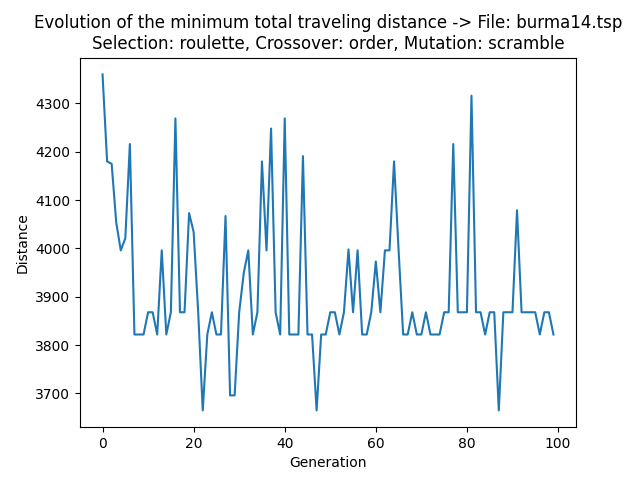 Evolution of the minimum total traveling distance -> File: burma14.tsp
Selection: roulette, Crossover: order, Mutation: scramble
4300
4200
4100
4000
3900
3800
3700
Distance
0 20 40 60 80 100
Generation